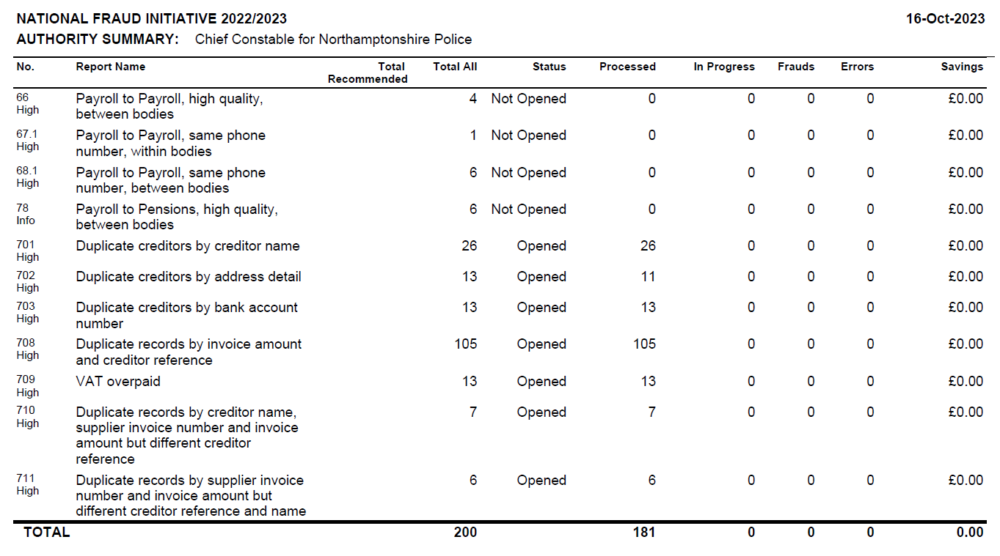 NATIONAL FRAUD INITIATIVE 2022/2023 16-Oct-2023
AUTHORITY SUMMARY: Chief Constable for Northamptonshire Police
No. Report Name Total Recommended Total All Status Processed In Progress Frauds Errors Savings
66 Payroll to Payroll, high quality, 4 Not Opened 0 0 0 0 £0.00
High between bodies
67.1 Payroll to Payroll, same phone 1 Not Opened 0 0 0 0 £0.00
High number, within bodies
68.1 Payroll to Payroll, same phone 6 Not Opened 0 0 0 0 £0.00
High number, between bodies
78 Payroll to Pensions, high quality, 6 Not Opened 0 0 0 0 £0.00
Info between bodies
701 Duplicate creditors by creditor name 26 Opened 26 0 0 0 £0.00
High
702 Duplicate creditors by address detail 13 Opened 11 0 0 0 £0.00
High
703 Duplicate creditors by bank account 13 Opened 13 0 0 0 £0.00
High number
708 Duplicate records by invoice amount 105 Opened 105 0 0 0 £0.00
High and creditor reference
709 VAT overpaid 13 Opened 13 0 0 0 £0.00
High
710 Duplicate records by creditor name, 7 Opened 7 0 0 0 £0.00
High supplier invoice number and invoice
amount but different creditor
reference
711 Duplicate records by supplier invoice 6 Opened 6 0 0 0 £0.00
High number and invoice amount but
different creditor reference and name
TOTAL 200 181 0 0 0 0.00